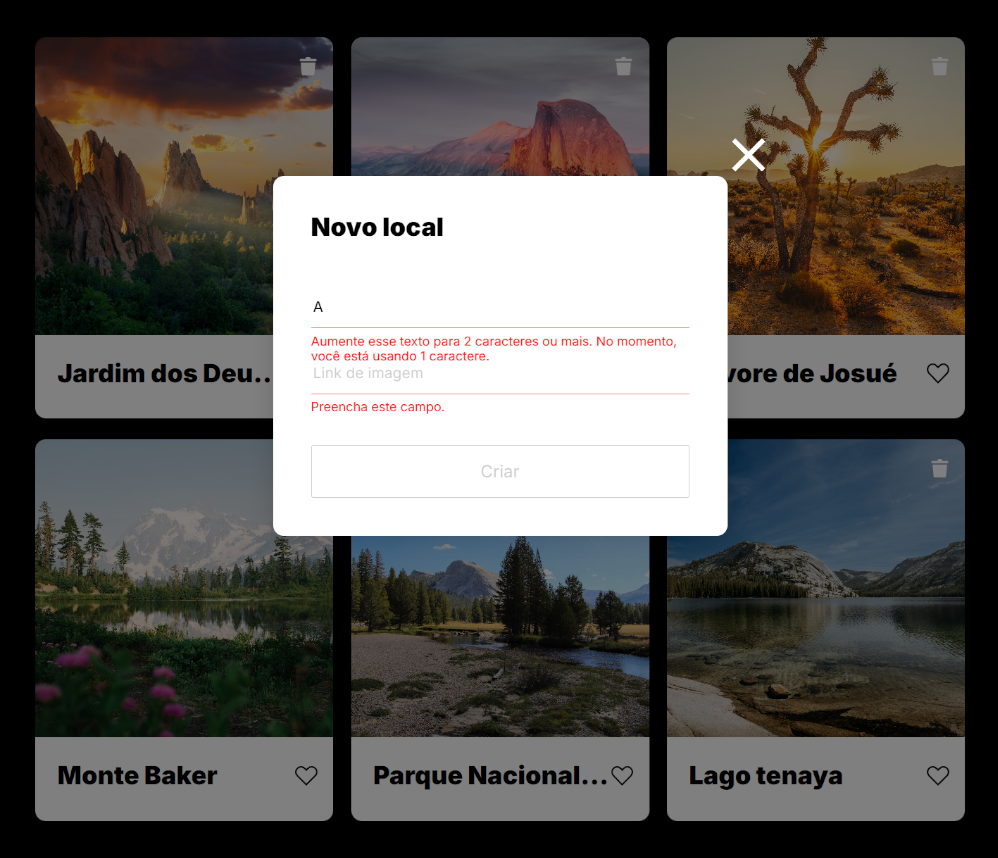 Novo local
A
Aumente esse texto para 2 caracteres ou mais. No momento,
você está usando 1 caractere.
Link de imagem
Preencha este campo.
Criar
Jardim dos Deu...
vore de Josué
Monte Baker
Parque Nacional...
Lago tenaya